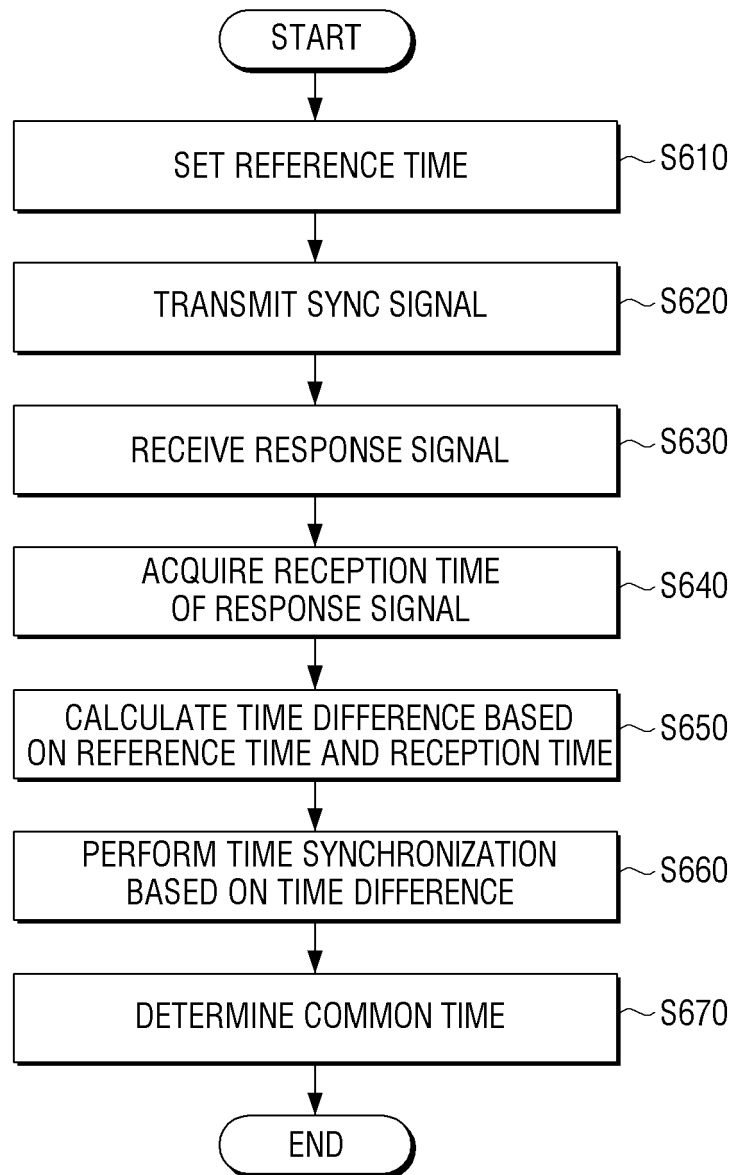 START
SET REFERENCE TIME
S610
TRANSMIT SYNC SIGNAL
S620
RECEIVE RESPONSE SIGNAL
S630
ACQUIRE RECEPTION TIME
OF RESPONSE SIGNAL
S640
CALCULATE TIME DIFFERENCE BASED
ON REFERENCE TIME AND RECEPTION TIME
S650
PERFORM TIME SYNCHRONIZATION
BASED ON TIME DIFFERENCE
S660
DETERMINE COMMON TIME
S670
END